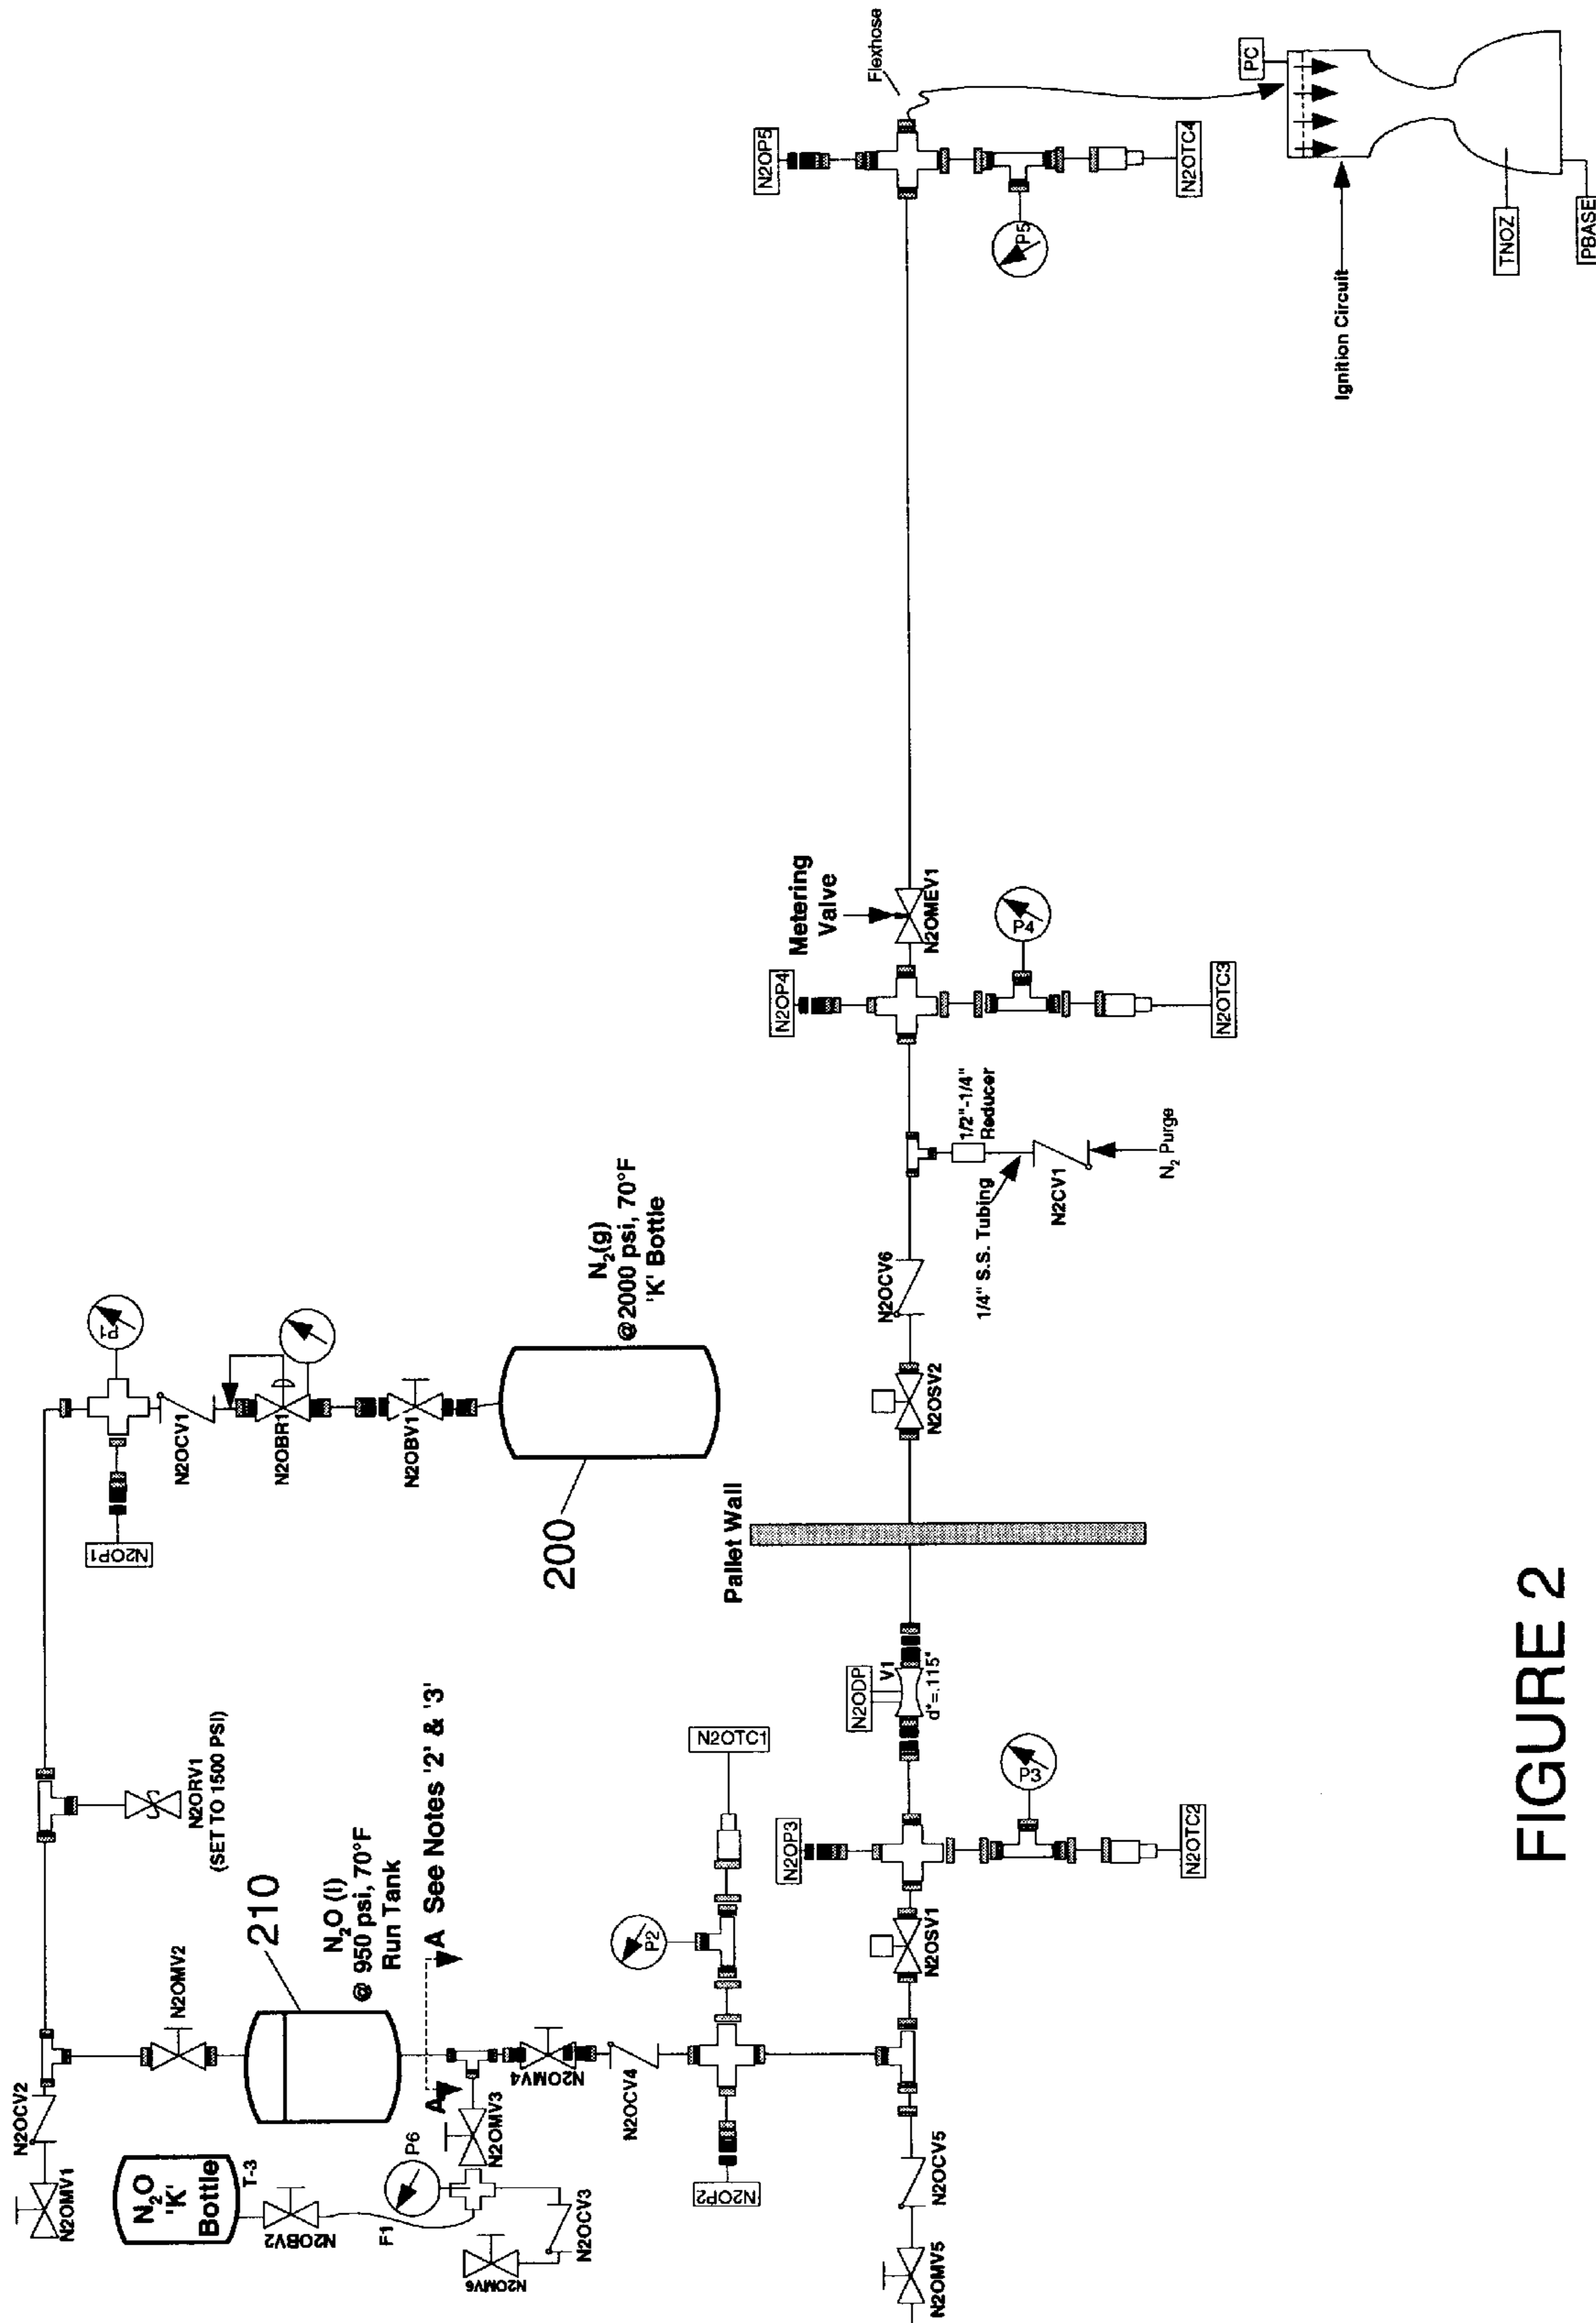 N2OMV1
N2OCV2
N2O
'K'
Bottle
T-3
N2OBV2
F1
P6
N2OMV6
N2OCV3
N2OMV3
N2OMV2
210
N2O (l)
@ 950 psi, 70°F
Run Tank
A
A See Notes '2' & '3'
N2OMV4
N2OCV4
N2OP2
P2
N2OTC1
N2OCV5
N2OMV5
N2ORV1
(SET TO 1500 PSI)
N2OP1
P1
N2OCV1
N2OBR1
N2OBV1
200
N2(g)
@2000 psi, 70°F
'K' Bottle
N2OSV1
N2OP3
P3
N2OTC2
N2ODP
V1
d*=.115"
Pallet Wall
N2OSV2
N2OCV6
1/4" S.S. Tubing
1/2"-1/4"
Reducer
N2CV1
N2 Purge
N2OP4
P4
N2OTC3
Metering
Valve
N2OMEV1
N2OP5
P5
N2OTC4
Flexhose
PC
Ignition Circuit
TNOZ
PBASE
FIGURE 2